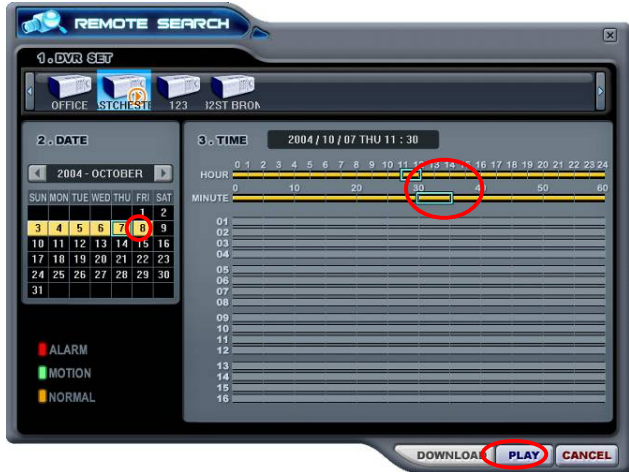 REMOTE SEARCH
1. DVR SET
OFFICE ASTCHESTE 123 12ST BRON
2. DATE
2004 - OCTOBER
SUN MON TUE WED THU FRI SAT
1 2
3 4 5 6 7 8 9
10 11 12 13 14 15 16
17 18 19 20 21 22 23
24 25 26 27 28 29 30
31
ALARM
MOTION
NORMAL
3. TIME 2004 / 10 / 07 THU 11 : 30
HOUR 0 1 2 3 4 5 6 7 8 9 10 11 12 13 14 15 16 17 18 19 20 21 22 23 24
MINUTE 0 10 20 30 40 50 60
01
02
03
04
05
06
07
08
09
10
11
12
13
14
15
16
DOWNLOAD PLAY CANCEL